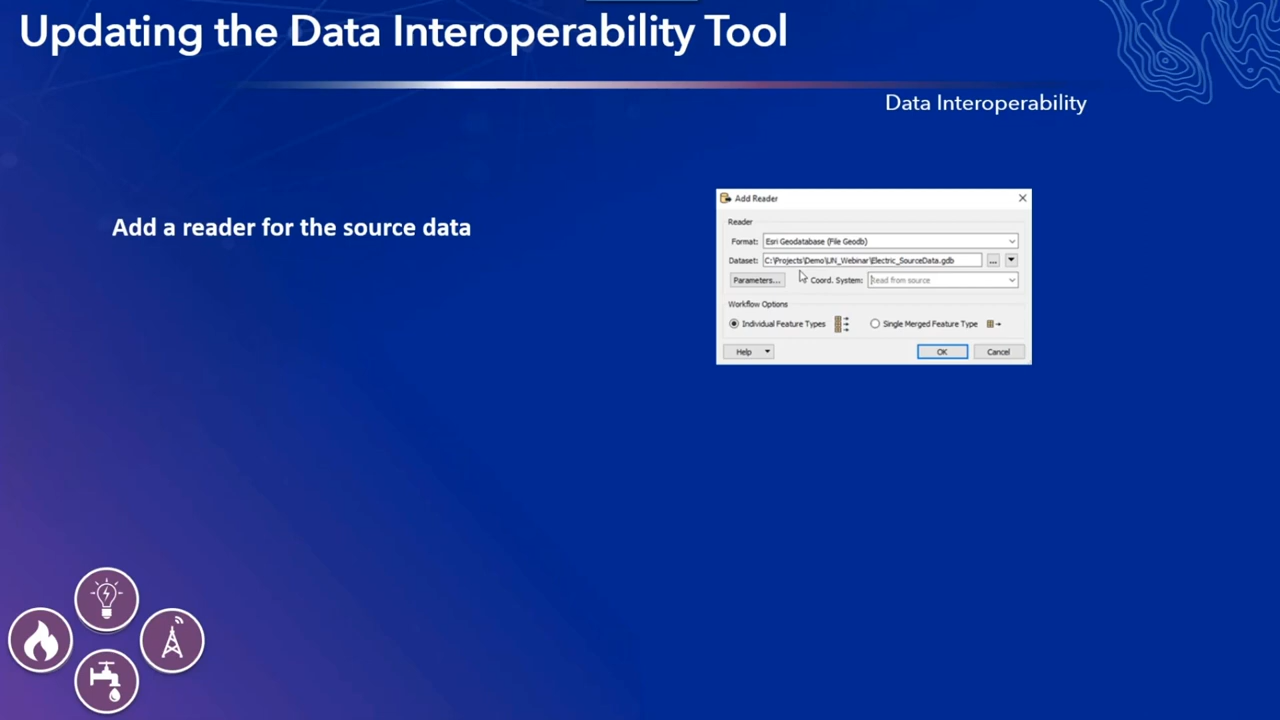 Updating the Data Interoperability Tool
Data Interoperability
Add a reader for the source data
Add Reader
Reader
Format: Esri Geodatabase (File Geodb)
Dataset: C:\Projects\Demo\UN_Webinar\Electric_SourceData.gdb ...
Parameters... Coord. System: Read from source
Workflow Options
Individual Feature Types Single Merged Feature Type
Help OK Cancel